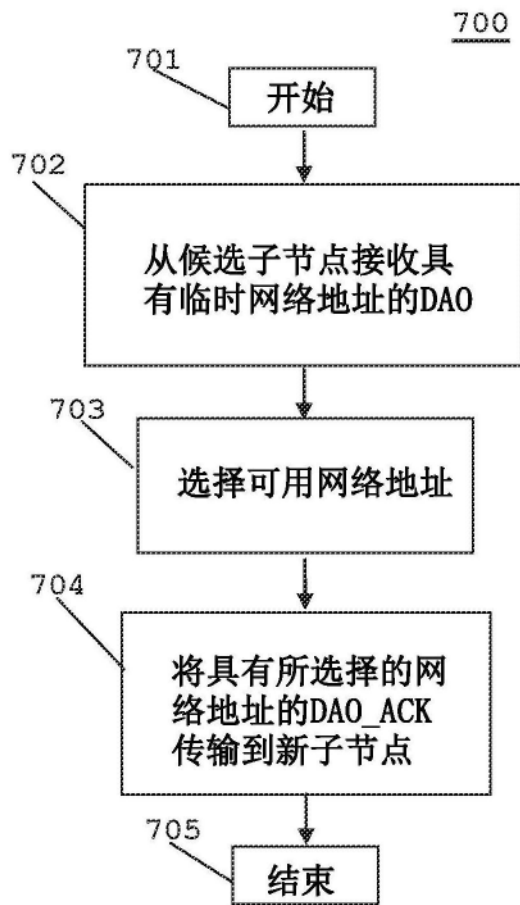 700
701
开始
702
从候选子节点接收具
有临时网络地址的DAO
703
选择可用网络地址
704
将具有所选择的网
络地址的DAO_ACK
传输到新子节点
705
结束